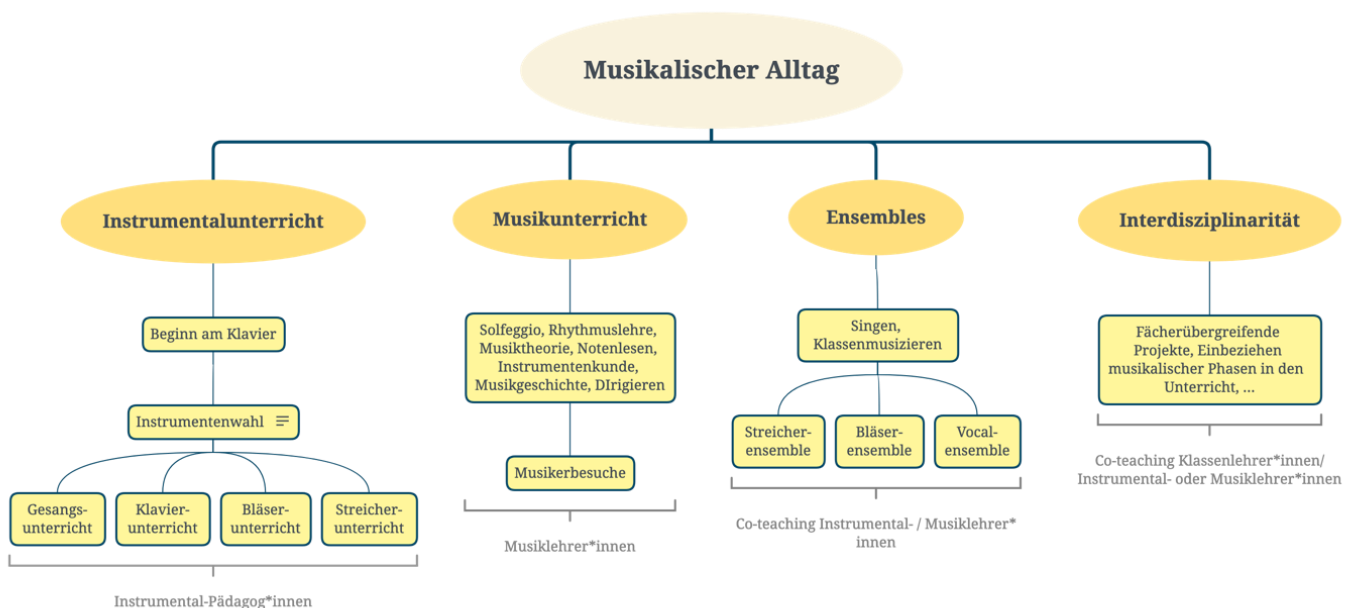 Musikalischer Alltag
Instrumentalunterricht
Beginn am Klavier
Instrumentenwahl
Gesangs-
unterricht
Klavier-
unterricht
Bläser-
unterricht
Streicher-
unterricht
Instrumental-Pädagog*innen
Musikunterricht
Solfeggio, Rhythmuslehre,
Musiktheorie, Notenlesen,
Instrumentenkunde,
Musikgeschichte, DIrigieren
Musikerbesuche
Musiklehrer*innen
Ensembles
Singen,
Klassenmusizieren
Streicher-
ensemble
Bläser-
ensemble
Vocal-
ensemble
Co-teaching Instrumental- / Musiklehrer*
innen
Interdisziplinarität
Fächerübergreifende
Projekte, Einbeziehen
musikalischer Phasen in den
Unterricht, ...
Co-teaching Klassenlehrer*innen/
Instrumental- oder Musiklehrer*innen